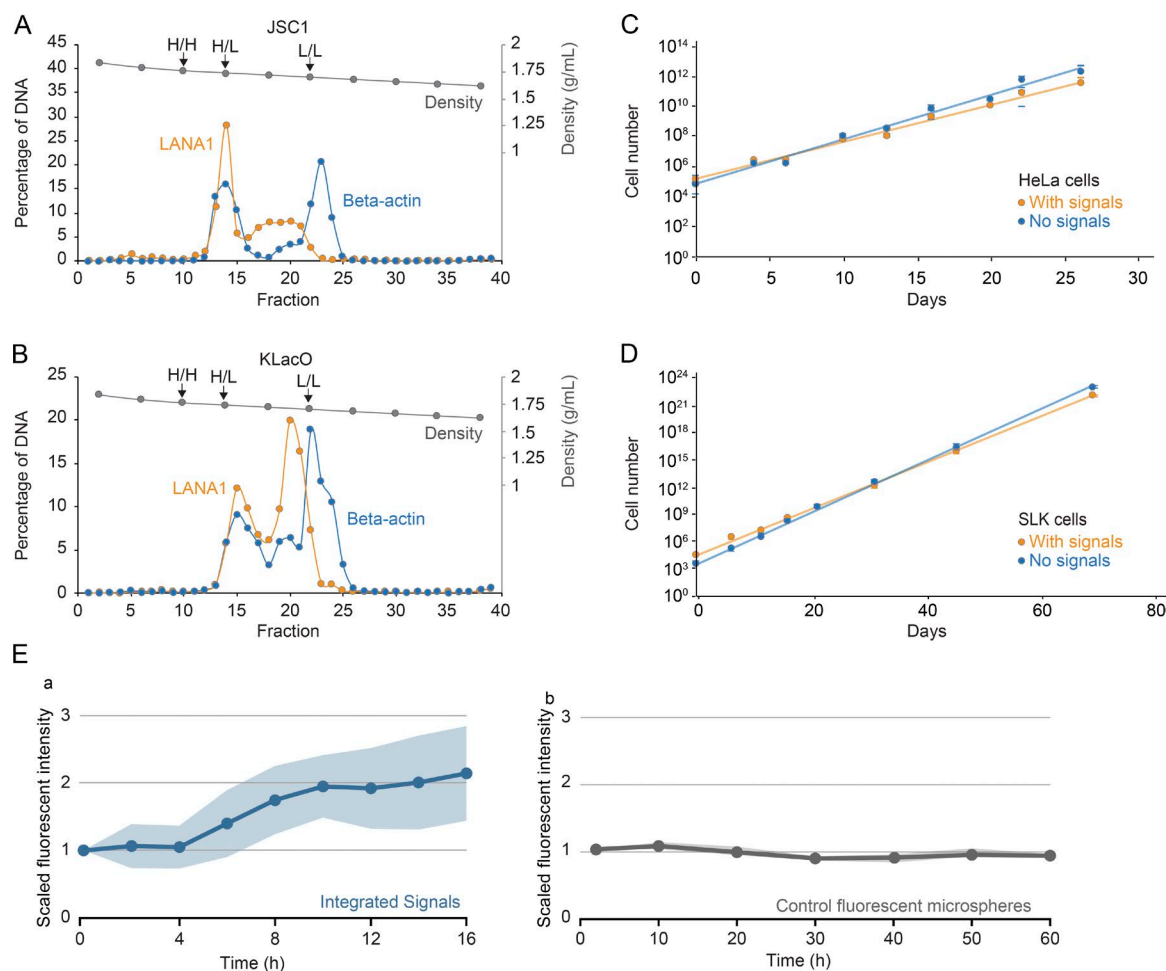 A
JSC1
H/H H/L L/L
45
40
35
30
25
20
15
10
5
0
Percentage of DNA
LANA1
Beta-actin
Density
2
1.75
1.5
1.25
1
Density (g/mL)
0 5 10 15 20 25 30 35 40
Fraction
B
KLacO
H/H H/L L/L
25
20
15
10
5
0
Percentage of DNA
LANA1
Beta-actin
Density
2
1.75
1.5
1.25
1
Density (g/mL)
0 5 10 15 20 25 30 35 40
Fraction
C
10^14
10^12
10^10
10^8
10^6
10^4
10^2
10^0
Cell number
HeLa cells
With signals
No signals
0 5 10 15 20 25 30
Days
D
10^24
10^21
10^18
10^15
10^12
10^9
10^6
10^3
10^0
Cell number
SLK cells
With signals
No signals
0 20 40 60 80
Days
E
a
3
2
1
0
Scaled fluorescent intensity
Integrated Signals
0 4 8 12 16
Time (h)
b
3
2
1
0
Scaled fluorescent intensity
Control fluorescent microspheres
0 10 20 30 40 50 60
Time (h)